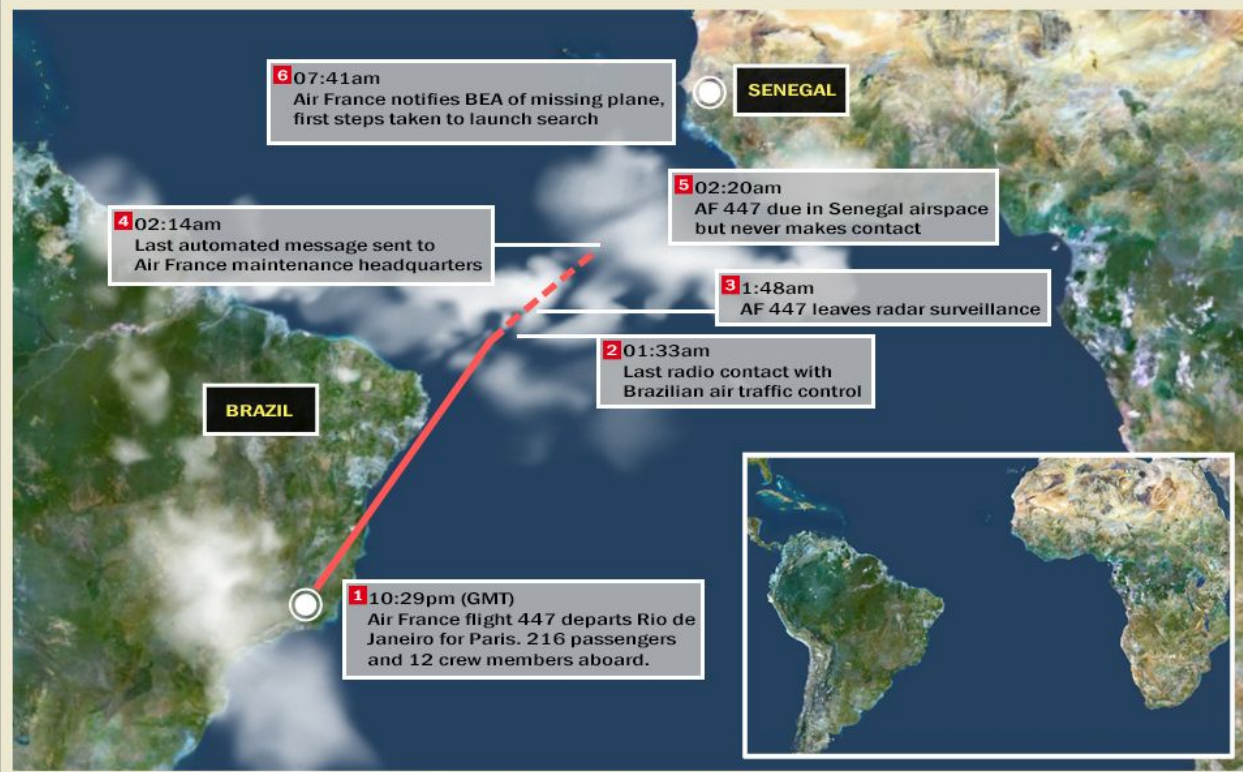 6 07:41am
Air France notifies BEA of missing plane,
first steps taken to launch search
SENEGAL
5 02:20am
AF 447 due in Senegal airspace
but never makes contact
4 02:14am
Last automated message sent to
Air France maintenance headquarters
3 1:48am
AF 447 leaves radar surveillance
2 01:33am
Last radio contact with
Brazilian air traffic control
BRAZIL
1 10:29pm (GMT)
Air France flight 447 departs Rio de
Janeiro for Paris. 216 passengers
and 12 crew members aboard.